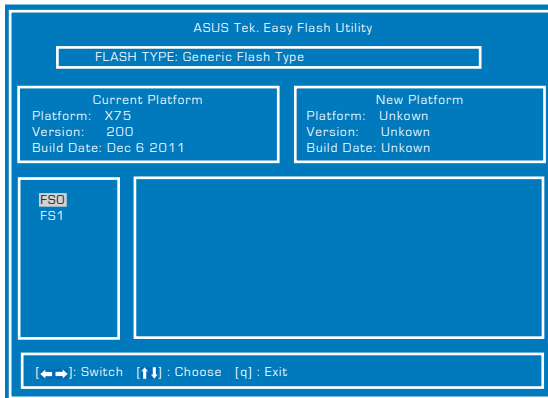 ASUS Tek. Easy Flash Utility
FLASH TYPE: Generic Flash Type
Current Platform
Platform: X75
Version: 200
Build Date: Dec 6 2011
New Platform
Platform: Unkown
Version: Unkown
Build Date: Unkown
FS0
FS1
[←→]: Switch [↑↓] : Choose [q] : Exit